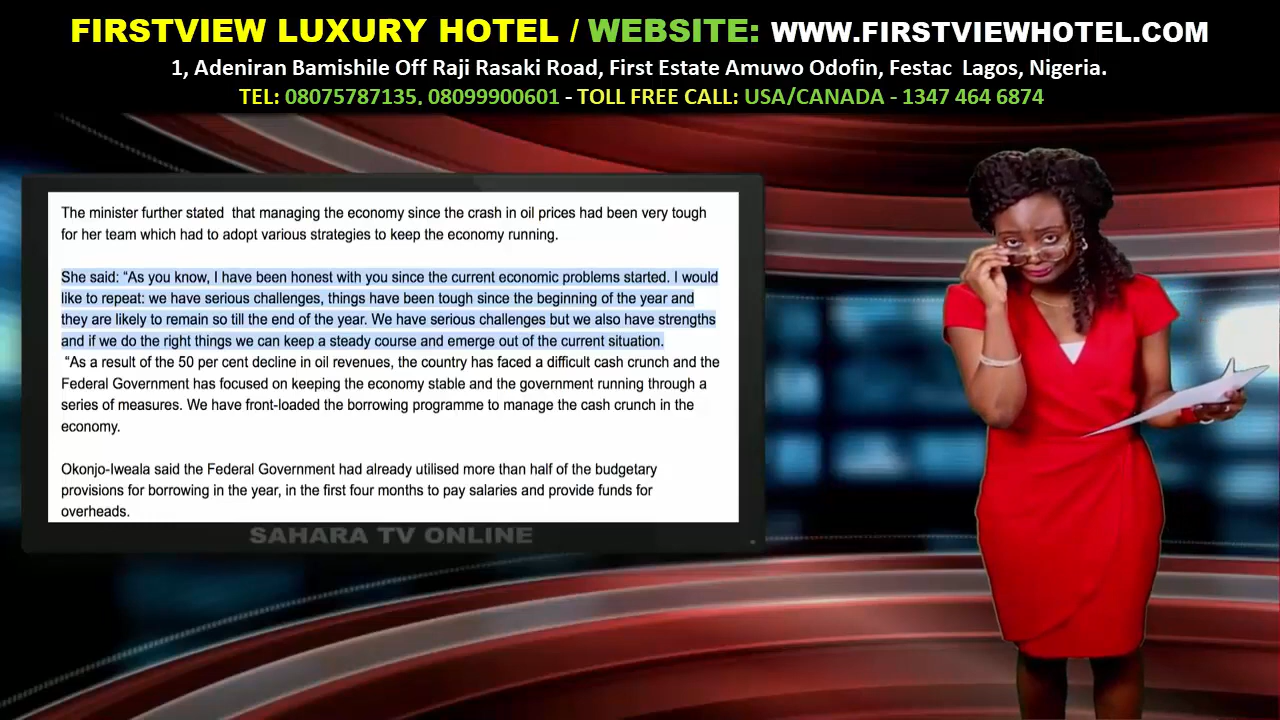 FIRSTVIEW LUXURY HOTEL / WEBSITE: WWW.FIRSTVIEWHOTEL.COM
1, Adeniran Bamishile Off Raji Rasaki Road, First Estate Amuwo Odofin, Festac Lagos, Nigeria.
TEL: 08075787135, 08099900601 - TOLL FREE CALL: USA/CANADA - 1347 464 6874
The minister further stated that managing the economy since the crash in oil prices had been very tough
for her team which had to adopt various strategies to keep the economy running.
She said: “As you know, I have been honest with you since the current economic problems started. I would
like to repeat: we have serious challenges, things have been tough since the beginning of the year and
they are likely to remain so till the end of the year. We have serious challenges but we also have strengths
and if we do the right things we can keep a steady course and emerge out of the current situation.
“As a result of the 50 per cent decline in oil revenues, the country has faced a difficult cash crunch and the
Federal Government has focused on keeping the economy stable and the government running through a
series of measures. We have front-loaded the borrowing programme to manage the cash crunch in the
economy.
Okonjo-Iweala said the Federal Government had already utilised more than half of the budgetary
provisions for borrowing in the year, in the first four months to pay salaries and provide funds for
overheads.
SAHARA TV ONLINE